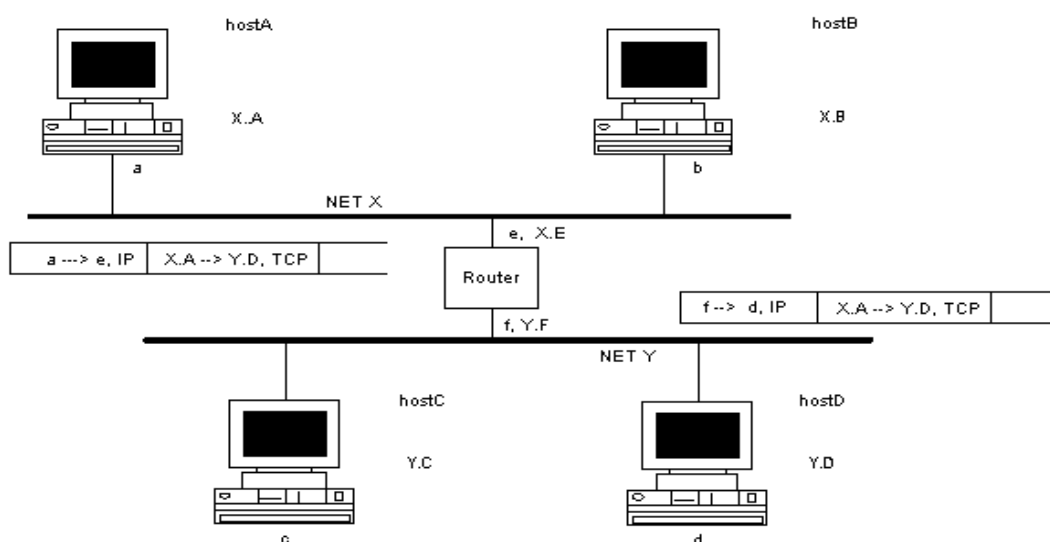 hostA
hostB
X.A
X.B
a
b
NET X
e, X.E
a ---> e, IP X.A --> Y.D, TCP
Router
f --> d, IP X.A --> Y.D, TCP
f, Y.F
NET Y
hostC
hostD
Y.C
Y.D
c
d